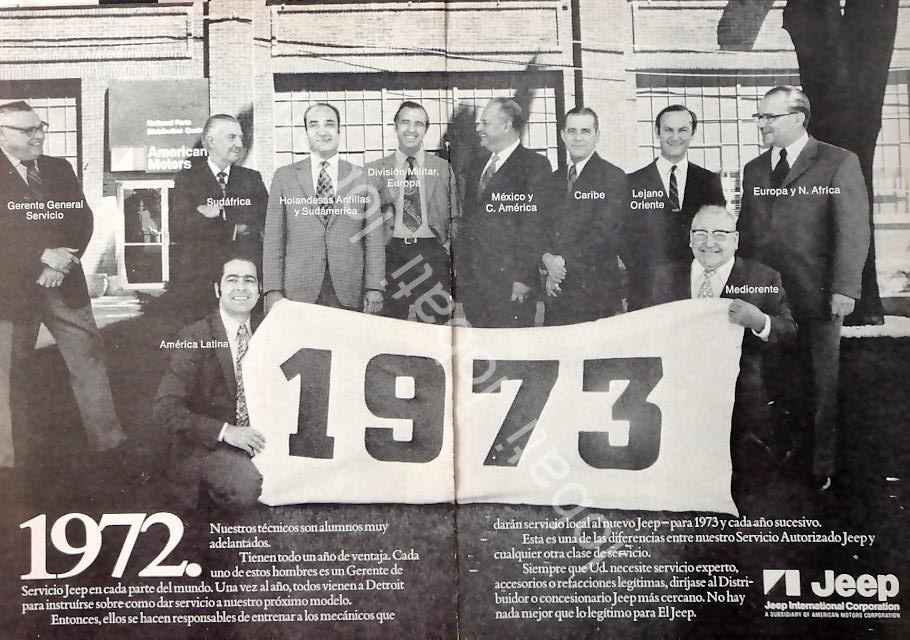 National Parts
Distribution Center
American
Motors
Gerente General
Servicio
Sudáfrica
Holandesas Antillas
y Sudámerica
División Militar,
Europa
México y
C. América
Caribe
Lejano
Oriente
Europa y N. Africa
América Latina
Mediorente
1973
1972.
Nuestros técnicos son alumnos muy
adelantados.
Tienen todo un año de ventaja. Cada
uno de estos hombres es un Gerente de
Servicio Jeep en cada parte del mundo. Una vez al año, todos vienen a Detroit
para instruírse sobre como dar servicio a nuestro próximo modelo.
Entonces, ellos se hacen responsables de entrenar a los mecánicos que
darán servicio local al nuevo Jeep—para 1973 y cada año sucesivo.
Esta es una de las diferencias entre nuestro Servicio Autorizado Jeep y
cualquier otra clase de servicio.
Siempre que Ud. necesite servicio experto,
accesorios o refacciones legítimas, diríjase al Distri-
buidor o concesionario Jeep más cercano. No hay
nada mejor que lo legítimo para El Jeep.
Jeep
Jeep International Corporation
A SUBSIDIARY OF AMERICAN MOTORS CORPORATION